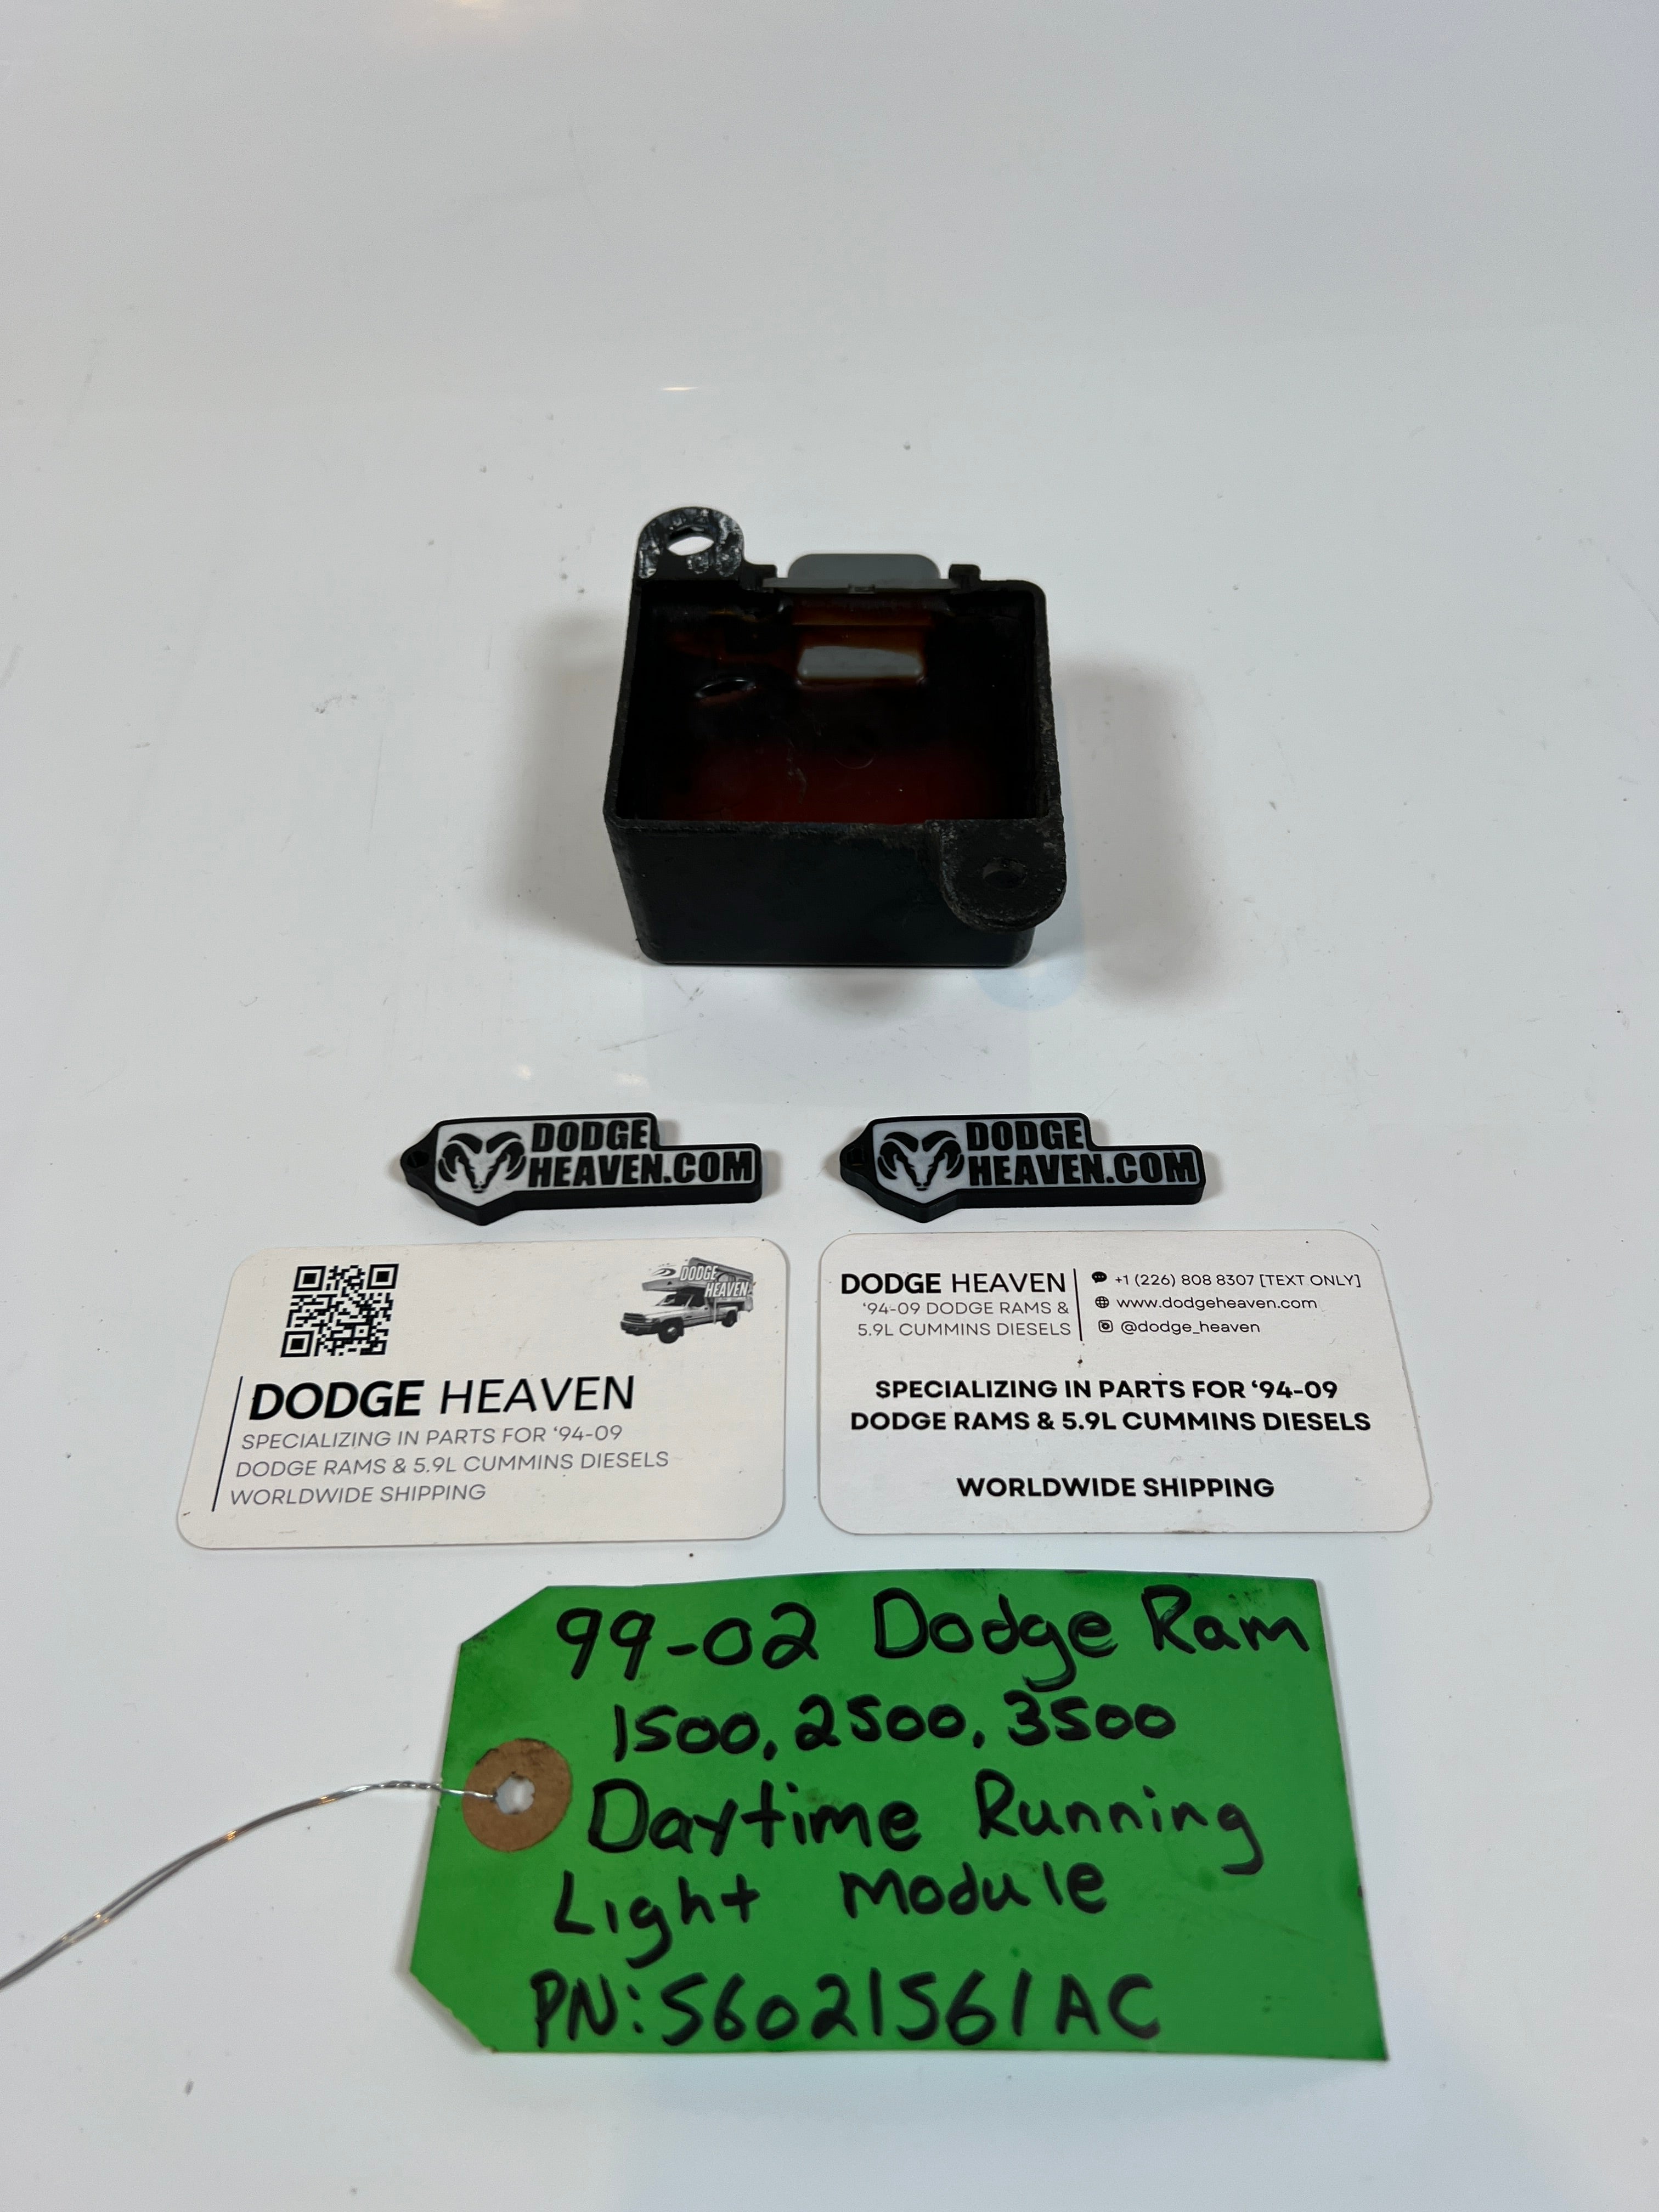 DODGE
HEAVEN.COM
DODGE
HEAVEN.COM
DODGE
HEAVEN
DODGE HEAVEN
SPECIALIZING IN PARTS FOR ‘94-09
DODGE RAMS & 5.9L CUMMINS DIESELS
WORLDWIDE SHIPPING
DODGE HEAVEN
‘94-09 DODGE RAMS &
5.9L CUMMINS DIESELS
+1 (226) 808 8307 [TEXT ONLY]
www.dodgeheaven.com
@dodge_heaven
SPECIALIZING IN PARTS FOR ‘94-09
DODGE RAMS & 5.9L CUMMINS DIESELS
WORLDWIDE SHIPPING
99-02 Dodge Ram
1500, 2500, 3500
Daytime Running
Light Module
PN: 56021561AC